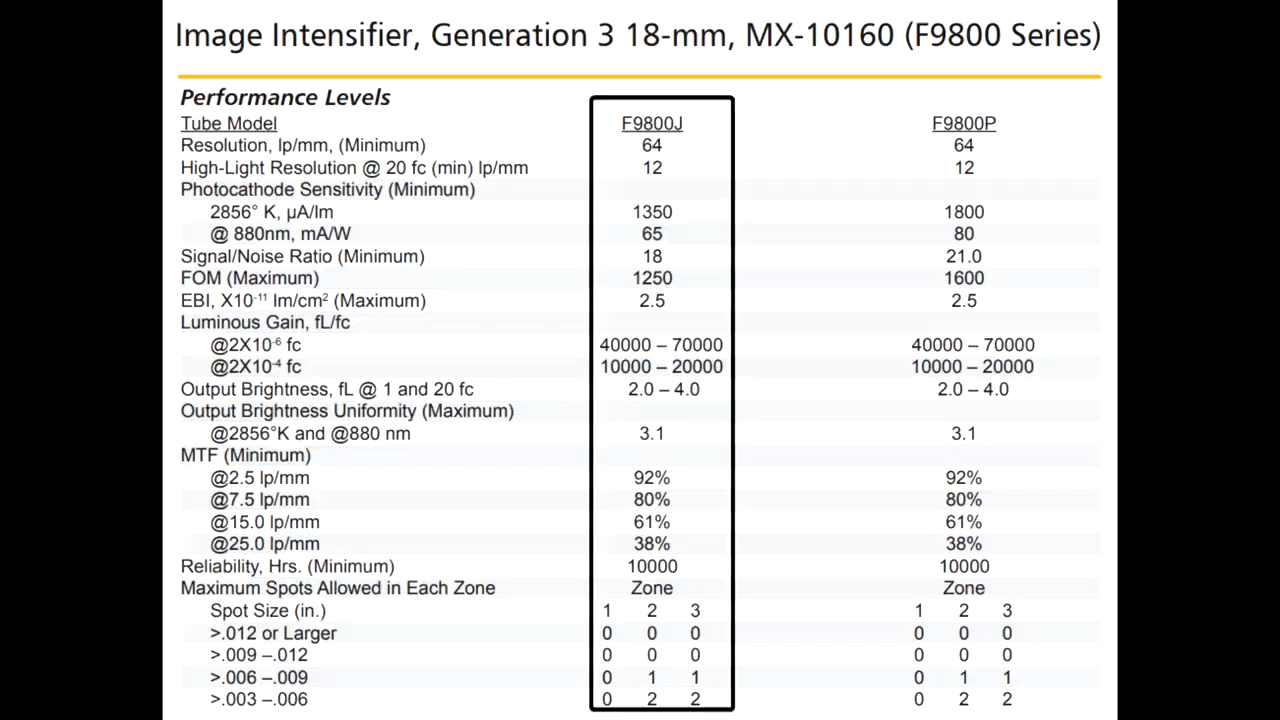 Image Intensifier, Generation 3 18-mm, MX-10160 (F9800 Series)
Performance Levels
Tube Model F9800J F9800P
Resolution, lp/mm, (Minimum) 64 64
High-Light Resolution @ 20 fc (min) lp/mm 12 12
Photocathode Sensitivity (Minimum)
2856° K, µA/lm 1350 1800
@ 880nm, mA/W 65 80
Signal/Noise Ratio (Minimum) 18 21.0
FOM (Maximum) 1250 1600
EBI, X10⁻¹¹ lm/cm² (Maximum) 2.5 2.5
Luminous Gain, fL/fc
@2X10⁻⁶ fc 40000 – 70000 40000 – 70000
@2X10⁻⁴ fc 10000 – 20000 10000 – 20000
Output Brightness, fL @ 1 and 20 fc 2.0 – 4.0 2.0 – 4.0
Output Brightness Uniformity (Maximum)
@2856°K and @880 nm 3.1 3.1
MTF (Minimum)
@2.5 lp/mm 92% 92%
@7.5 lp/mm 80% 80%
@15.0 lp/mm 61% 61%
@25.0 lp/mm 38% 38%
Reliability, Hrs. (Minimum) 10000 10000
Maximum Spots Allowed in Each Zone Zone Zone
Spot Size (in.) 1 2 3 1 2 3
>.012 or Larger 0 0 0 0 0 0
>.009 –.012 0 0 0 0 0 0
>.006 –.009 0 1 1 0 1 1
>.003 –.006 0 2 2 0 2 2